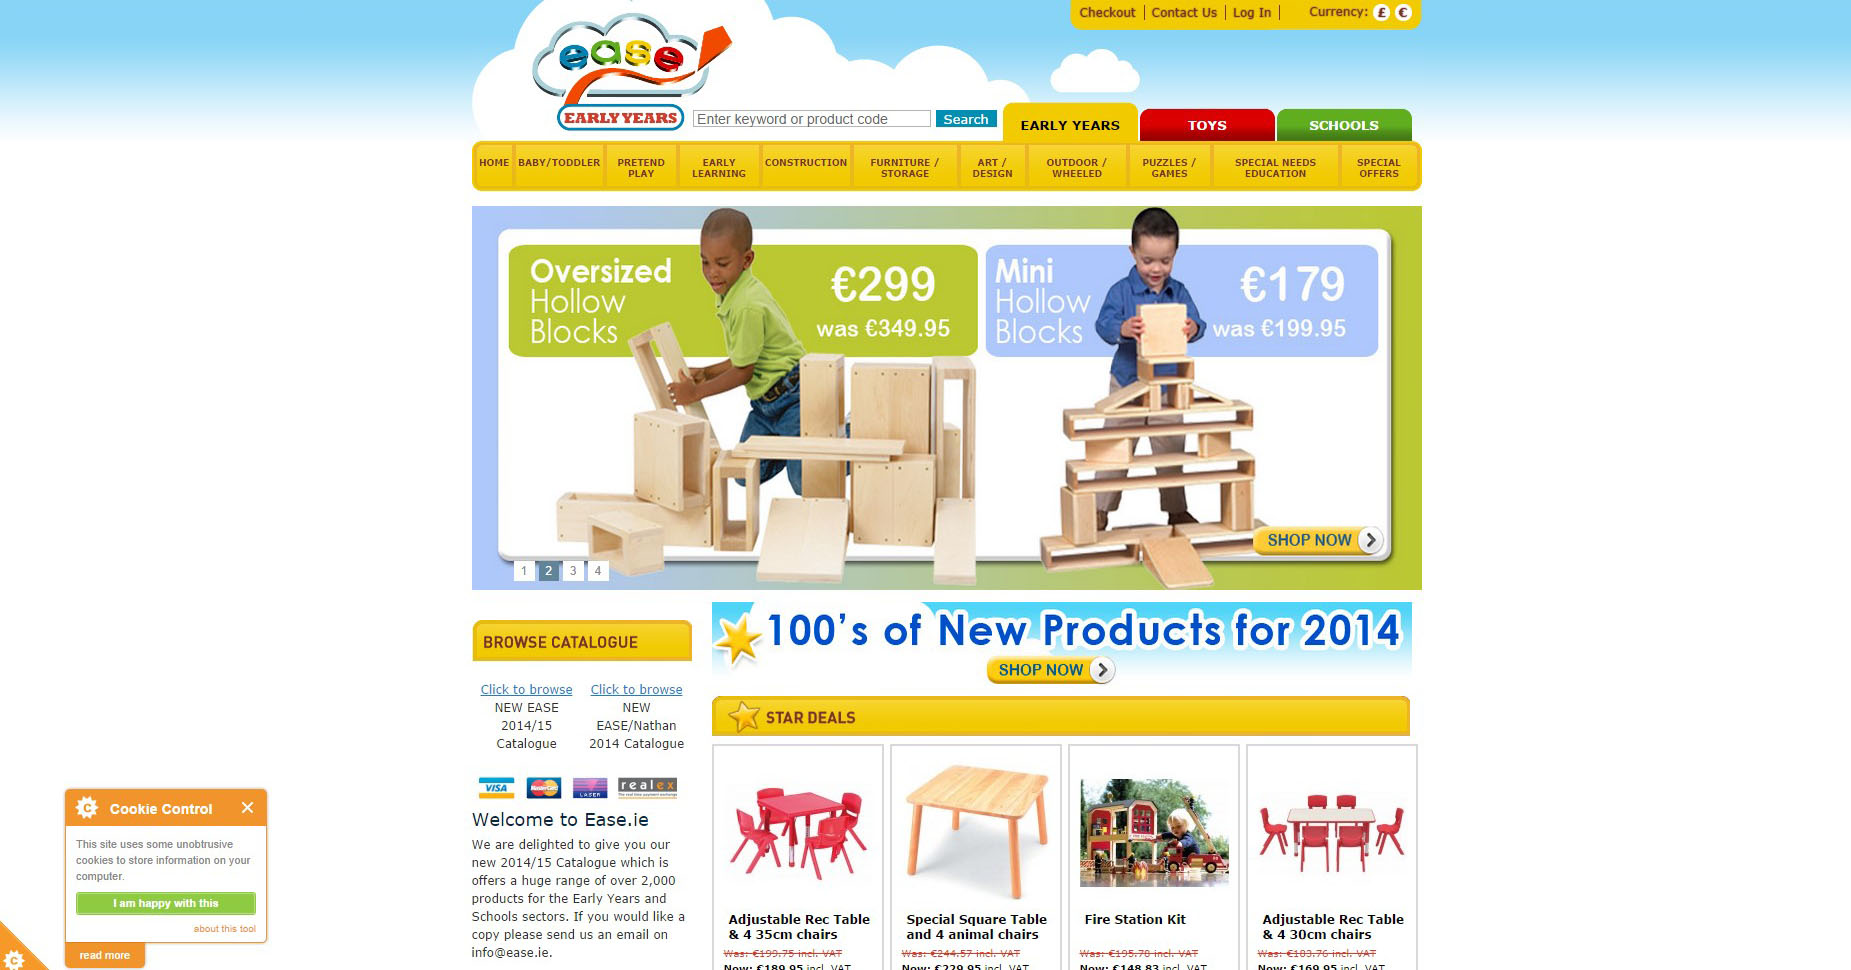 Checkout | Contact Us | Log In | Currency: £ €
ease
EARLY YEARS
Enter keyword or product code
Search
EARLY YEARS
TOYS
SCHOOLS
HOME
BABY/TODDLER
PRETEND
PLAY
EARLY
LEARNING
CONSTRUCTION
FURNITURE /
STORAGE
ART /
DESIGN
OUTDOOR /
WHEELED
PUZZLES /
GAMES
SPECIAL NEEDS
EDUCATION
SPECIAL
OFFERS
Oversized
Hollow
Blocks
€299
was €349.95
Mini
Hollow
Blocks
€179
was €199.95
SHOP NOW
1 2 3 4
BROWSE CATALOGUE
Click to browse
NEW EASE
2014/15
Catalogue
Click to browse
NEW
EASE/Nathan
2014 Catalogue
VISA
MasterCard
LASER
realex
Welcome to Ease.ie
We are delighted to give you our
new 2014/15 Catalogue which is
offers a huge range of over 2,000
products for the Early Years and
Schools sectors. If you would like a
copy please send us an email on
info@ease.ie.
100's of New Products for 2014
SHOP NOW
STAR DEALS
Adjustable Rec Table
& 4 35cm chairs
Was: €199.75 incl. VAT
Now: €189.95 incl. VAT
Special Square Table
and 4 animal chairs
Was: €244.57 incl. VAT
Now: €229.95 incl. VAT
Fire Station Kit
Was: €195.78 incl. VAT
Now: €148.83 incl. VAT
Adjustable Rec Table
& 4 30cm chairs
Was: €183.76 incl. VAT
Now: €169.95 incl. VAT
Cookie Control
This site uses some unobtrusive
cookies to store information on your
computer.
I am happy with this
about this tool
read more